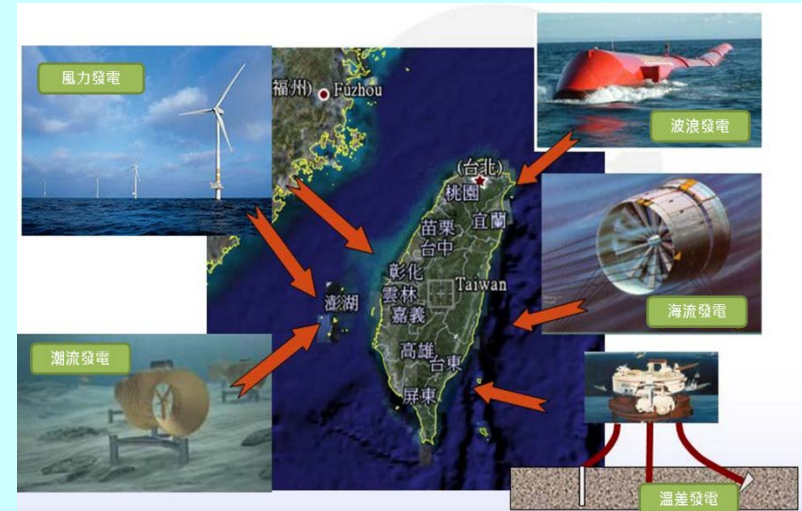 風力發電
福州)
Fuzhou
波浪發電
(台北)
桃園
宜蘭
苗栗
台中
彰化
Taiwan
雲林
澎湖
嘉義
海流發電
潮流發電
高雄
台東
屏東
溫差發電